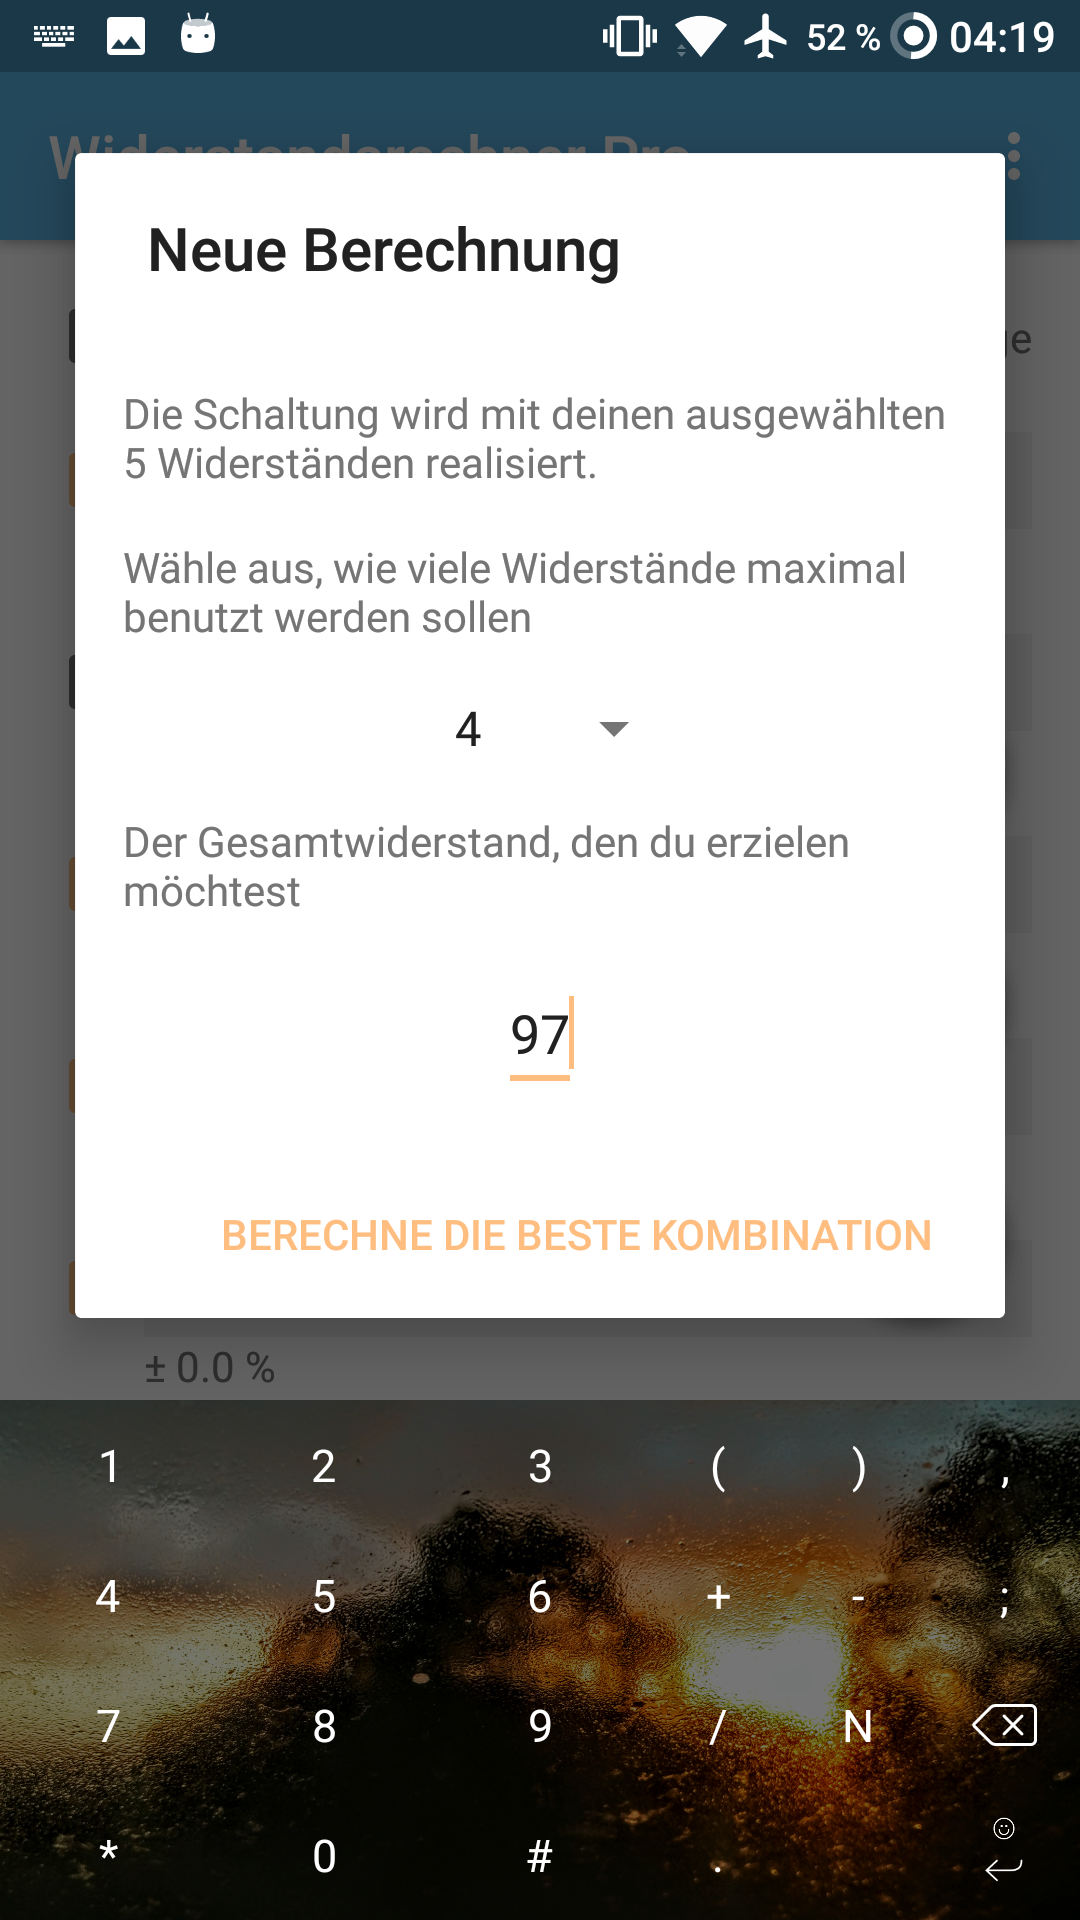 52 % 04:19
Widerstandsrechner Pro
Neue Berechnung
Die Schaltung wird mit deinen ausgewählten
5 Widerständen realisiert.
Wähle aus, wie viele Widerstände maximal
benutzt werden sollen
4
Der Gesamtwiderstand, den du erzielen
möchtest
97
BERECHNE DIE BESTE KOMBINATION
± 0.0 %
1 2 3 ( ) ,
4 5 6 + - ;
7 8 9 / N
* 0 # .